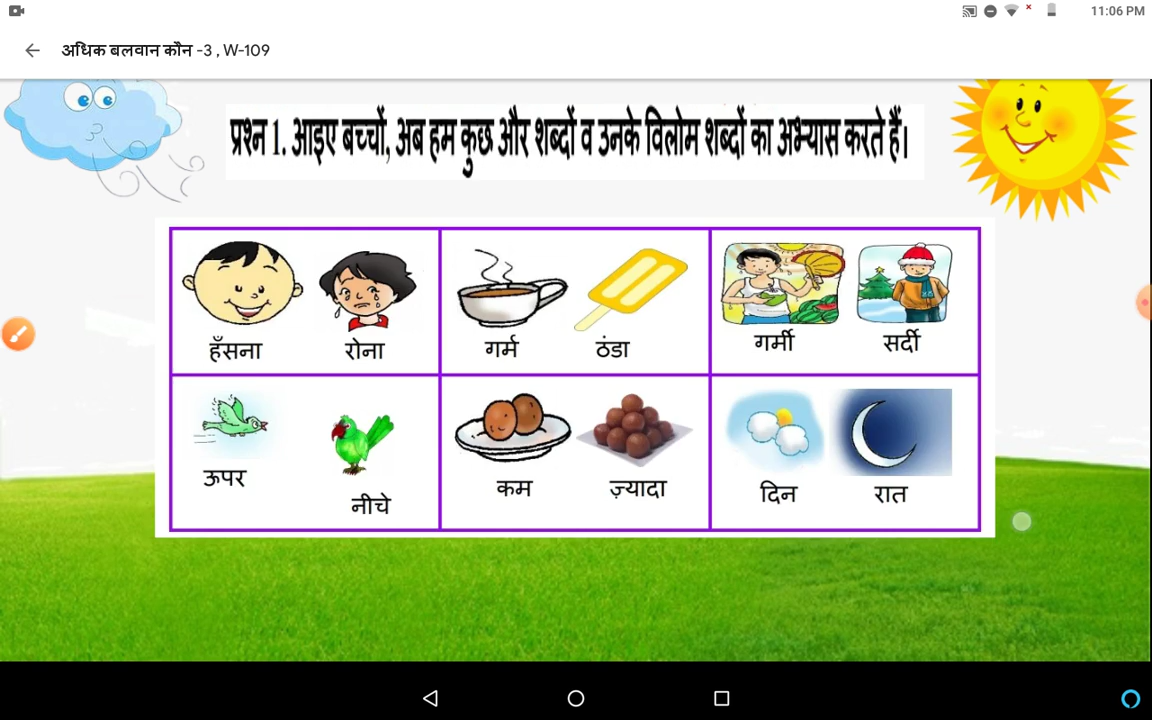 11:06 PM
अधिक बलवान कौन -3 , W-109
प्रश्न 1. आइए बच्चों, अब हम कुछ और शब्दों व उनके विलोम शब्दों का अभ्यास करते हैं।
हँसना रोना गर्म ठंडा गर्मी सर्दी
ऊपर नीचे कम ज़्यादा दिन रात